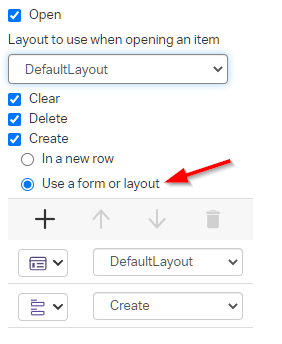 Open
Layout to use when opening an item
DefaultLayout
Clear
Delete
Create
In a new row
Use a form or layout
DefaultLayout
Create